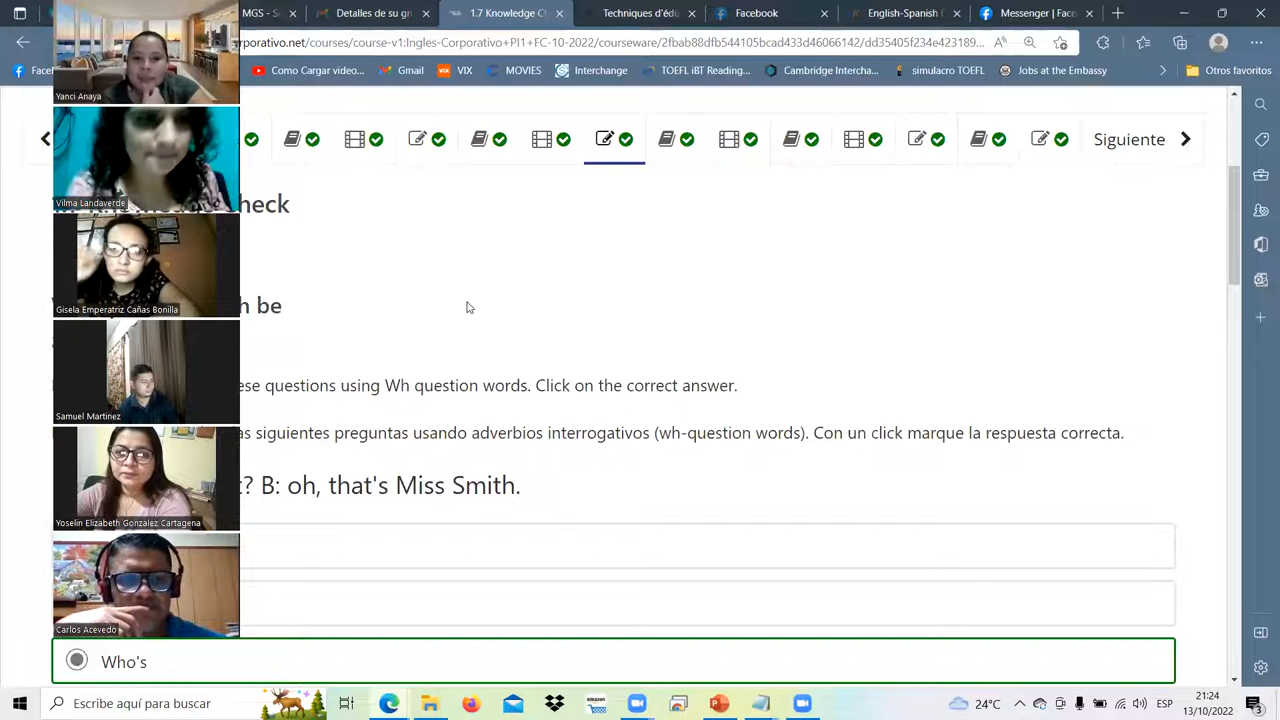 MGS - S
Detalles de su gr
1.7 Knowledge Ch
Techniques d'édu
Facebook
English-Spanish
Messenger | Face
rporativo.net/courses/course-v1:Ingles-Corporativo+PI1+FC-10-2022/courseware/2fbab88dfb544105bcad433d46066142/dd35405f234e423189...
Faceb
Como Cargar video...
Gmail
VIX
MOVIES
Interchange
TOEFL iBT Reading...
Cambridge Intercha...
simulacro TOEFL
Jobs at the Embassy
Otros favoritos
Yanci Anaya
Siguiente
Vilma Landaverde
Check
Gisela Emperatriz Cañas Bonilla
h be
Samuel Martinez
ese questions using Wh question words. Click on the correct answer.
as siguientes preguntas usando adverbios interrogativos (wh-question words). Con un click marque la respuesta correcta.
t? B: oh, that's Miss Smith.
Yoselin Elizabeth Gonzalez Cartagena
Carlos Acevedo
Who's
Escribe aquí para buscar
24°C
ESP
21:24
13/10/2022
3